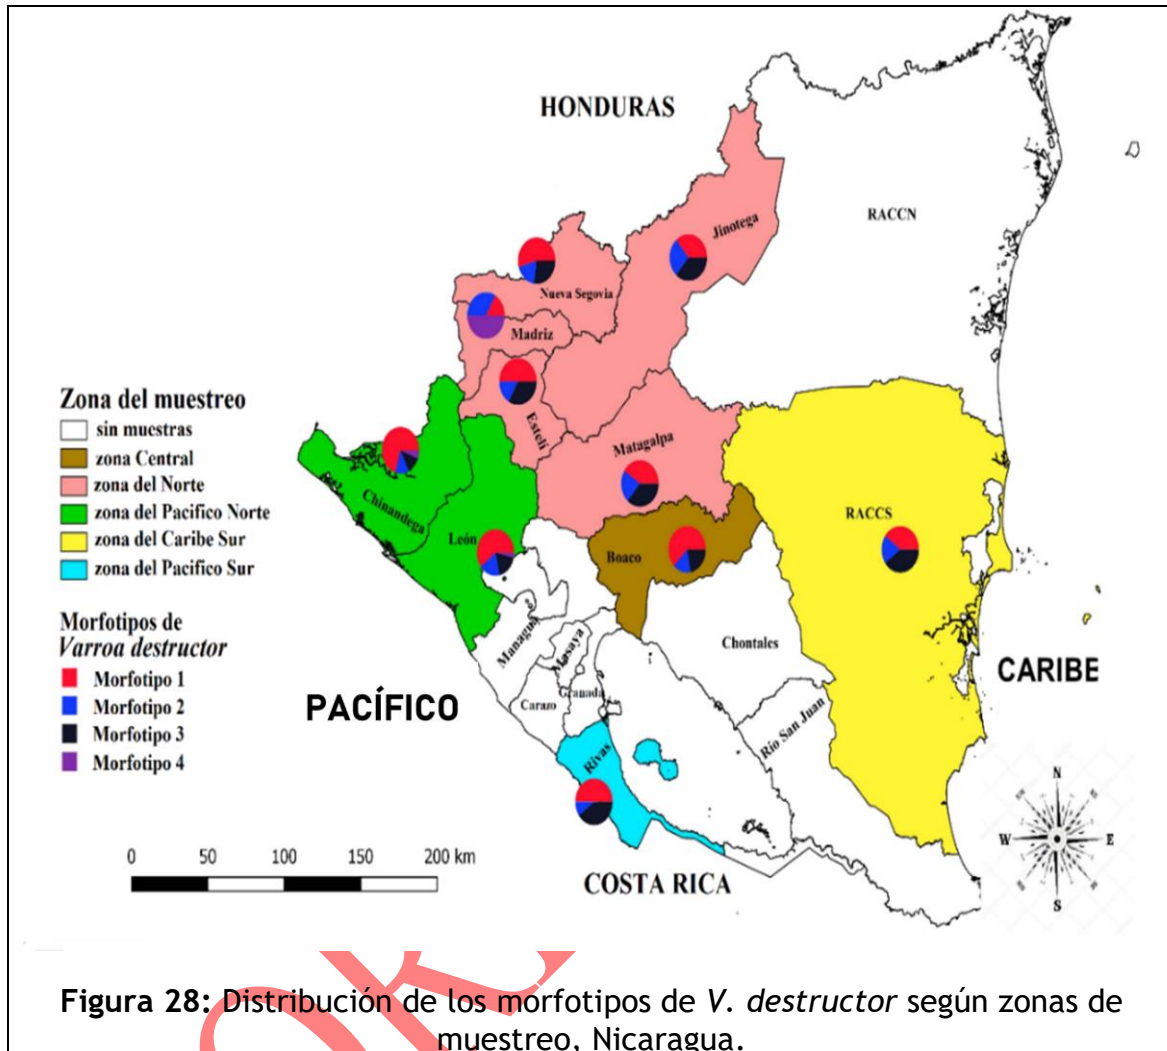 HONDURAS
RACCN
Jinotega
Nueva Segovia
Madriz
Estelí
Matagalpa
Zona del muestreo
sin muestras
zona Central
zona del Norte
zona del Pacifico Norte
zona del Caribe Sur
zona del Pacifico Sur
Chinandega
León
Boaco
RACCS
Morfotipos de
Varroa destructor
Morfotipo 1
Morfotipo 2
Morfotipo 3
Morfotipo 4
Managua
Masaya
Chontales
CARIBE
PACÍFICO
Carazo
Granada
Río San Juan
Rivas
N
W
E
S
0 50 100 150 200 km
COSTA RICA
Figura 28: Distribución de los morfotipos de V. destructor según zonas de
muestreo, Nicaragua.